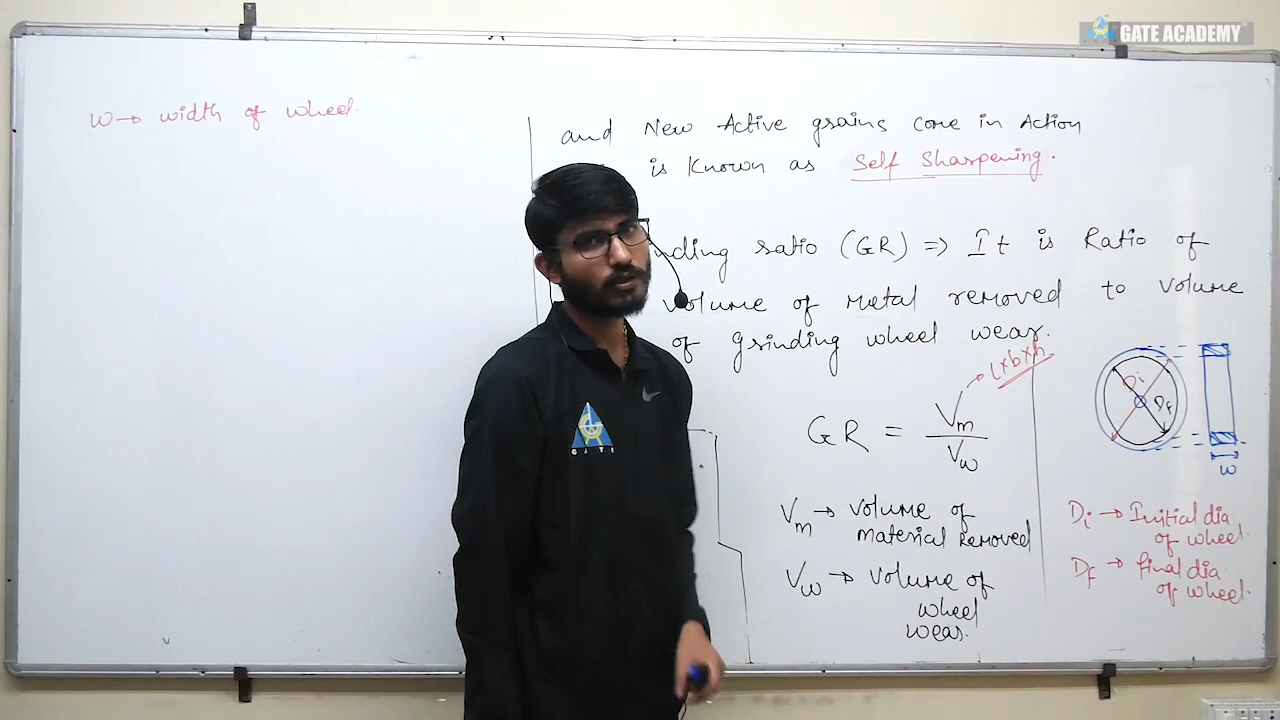 GATE ACADEMY
W → width of wheel.
and New Active grains come in Action
is Known as Self Sharpening.
nding ratio (GR) => It is Ratio of
volume of metal removed to volume
of grinding wheel wear.
l×b×h
GR = Vm / Vw
Vm → volume of
material Removed
Vw → volume of
wheel
wear.
Di
Df
w
Di → Initial dia
of wheel.
Df → final dia
of wheel.
GATE